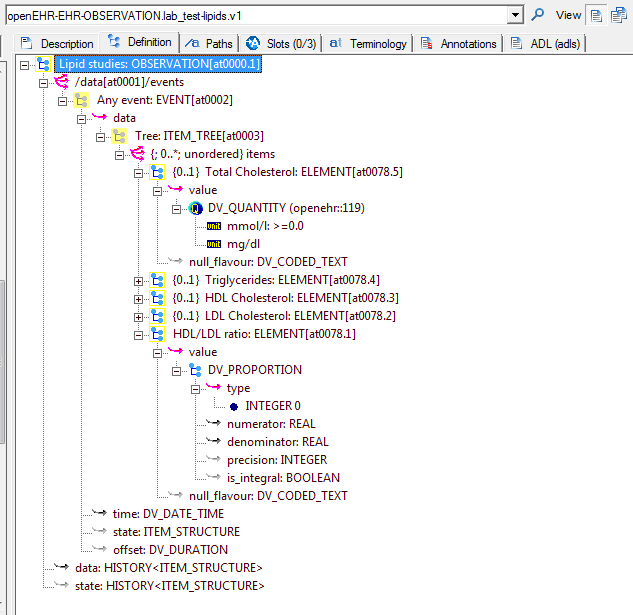 openEHR-EHR-OBSERVATION.lab_test-lipids.v1
View
Description
Definition
Paths
Slots (0/3)
Terminology
Annotations
ADL (adls)
Lipid studies: OBSERVATION[at0000.1]
/data[at0001]/events
Any event: EVENT[at0002]
data
Tree: ITEM_TREE[at0003]
{; 0..*; unordered} items
{0..1} Total Cholesterol: ELEMENT[at0078.5]
value
DV_QUANTITY (openehr::119)
mmol/l: >=0.0
mg/dl
null_flavour: DV_CODED_TEXT
{0..1} Triglycerides: ELEMENT[at0078.4]
{0..1} HDL Cholesterol: ELEMENT[at0078.3]
{0..1} LDL Cholesterol: ELEMENT[at0078.2]
HDL/LDL ratio: ELEMENT[at0078.1]
value
DV_PROPORTION
type
INTEGER 0
numerator: REAL
denominator: REAL
precision: INTEGER
is_integral: BOOLEAN
null_flavour: DV_CODED_TEXT
time: DV_DATE_TIME
state: ITEM_STRUCTURE
offset: DV_DURATION
data: HISTORY<ITEM_STRUCTURE>
state: HISTORY<ITEM_STRUCTURE>